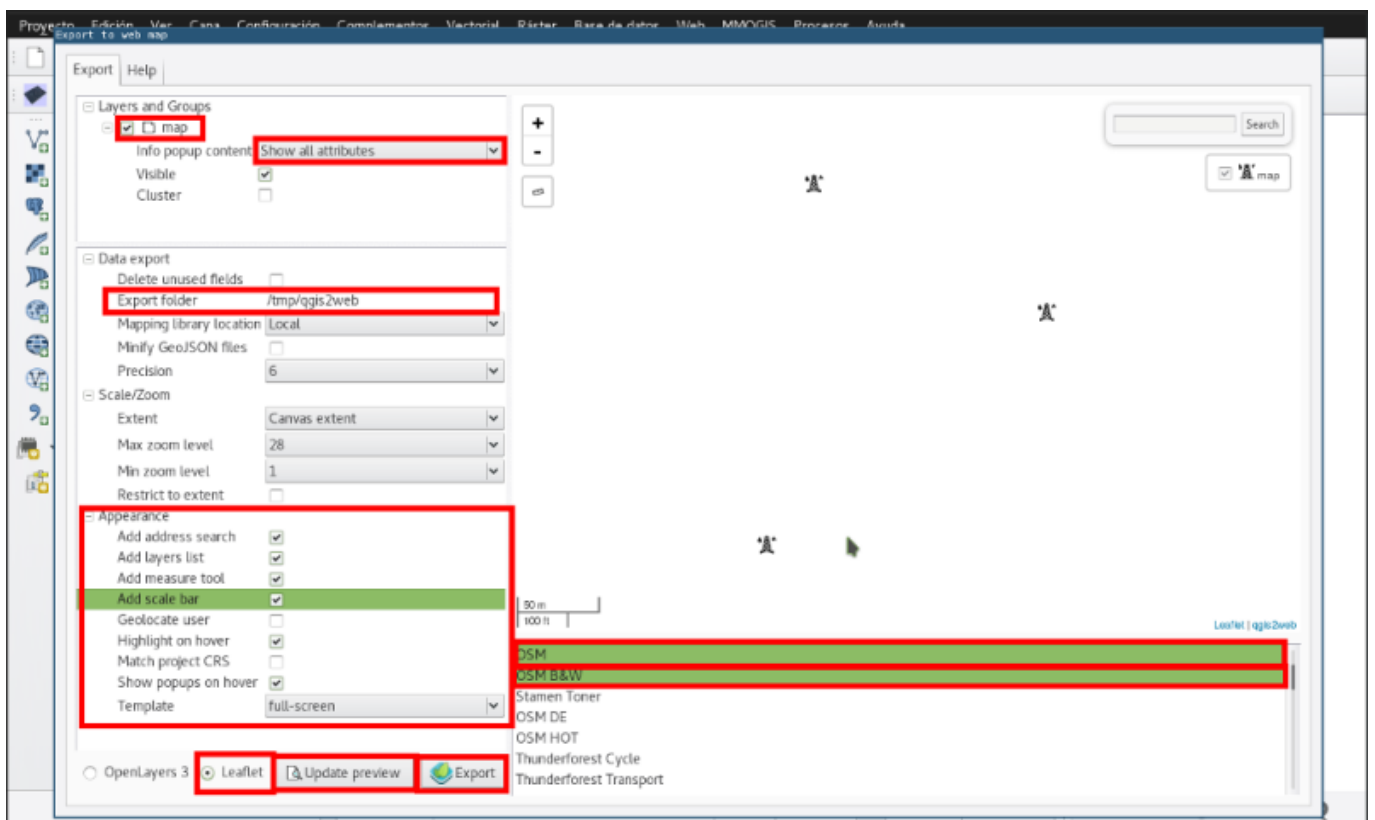 Proyecto Edición Ver Capa Configuración Complementos Vectorial Ráster Base de datos Web MMQGIS Procesos Ayuda
Export to web map
Export Help
Layers and Groups
map
Info popup content Show all attributes
Visible
Cluster
Data export
Delete unused fields
Export folder /tmp/qgis2web
Mapping library location Local
Minify GeoJSON files
Precision 6
Scale/Zoom
Extent Canvas extent
Max zoom level 28
Min zoom level 1
Restrict to extent
Appearance
Add address search
Add layers list
Add measure tool
Add scale bar
Geolocate user
Highlight on hover
Match project CRS
Show popups on hover
Template full-screen
OpenLayers 3 Leaflet Update preview Export
+
-
Search
map
50 m
100 ft
Leaflet | qgis2web
OSM
OSM B&W
Stamen Toner
OSM DE
OSM HOT
Thunderforest Cycle
Thunderforest Transport